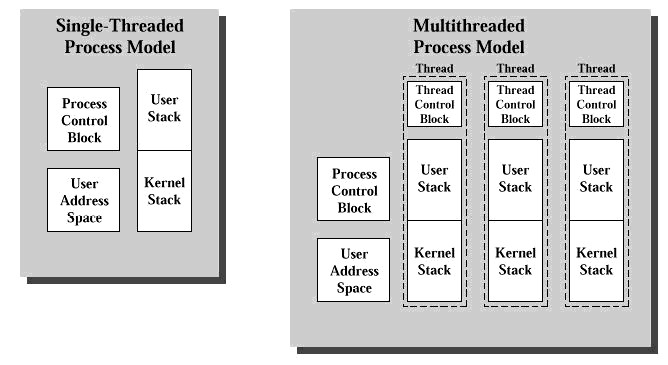 Single-Threaded
Process Model
Process
Control
Block
User
Stack
User
Address
Space
Kernel
Stack
Multithreaded
Process Model
Process
Control
Block
User
Address
Space
Thread
Thread
Control
Block
User
Stack
Kernel
Stack
Thread
Thread
Control
Block
User
Stack
Kernel
Stack
Thread
Thread
Control
Block
User
Stack
Kernel
Stack